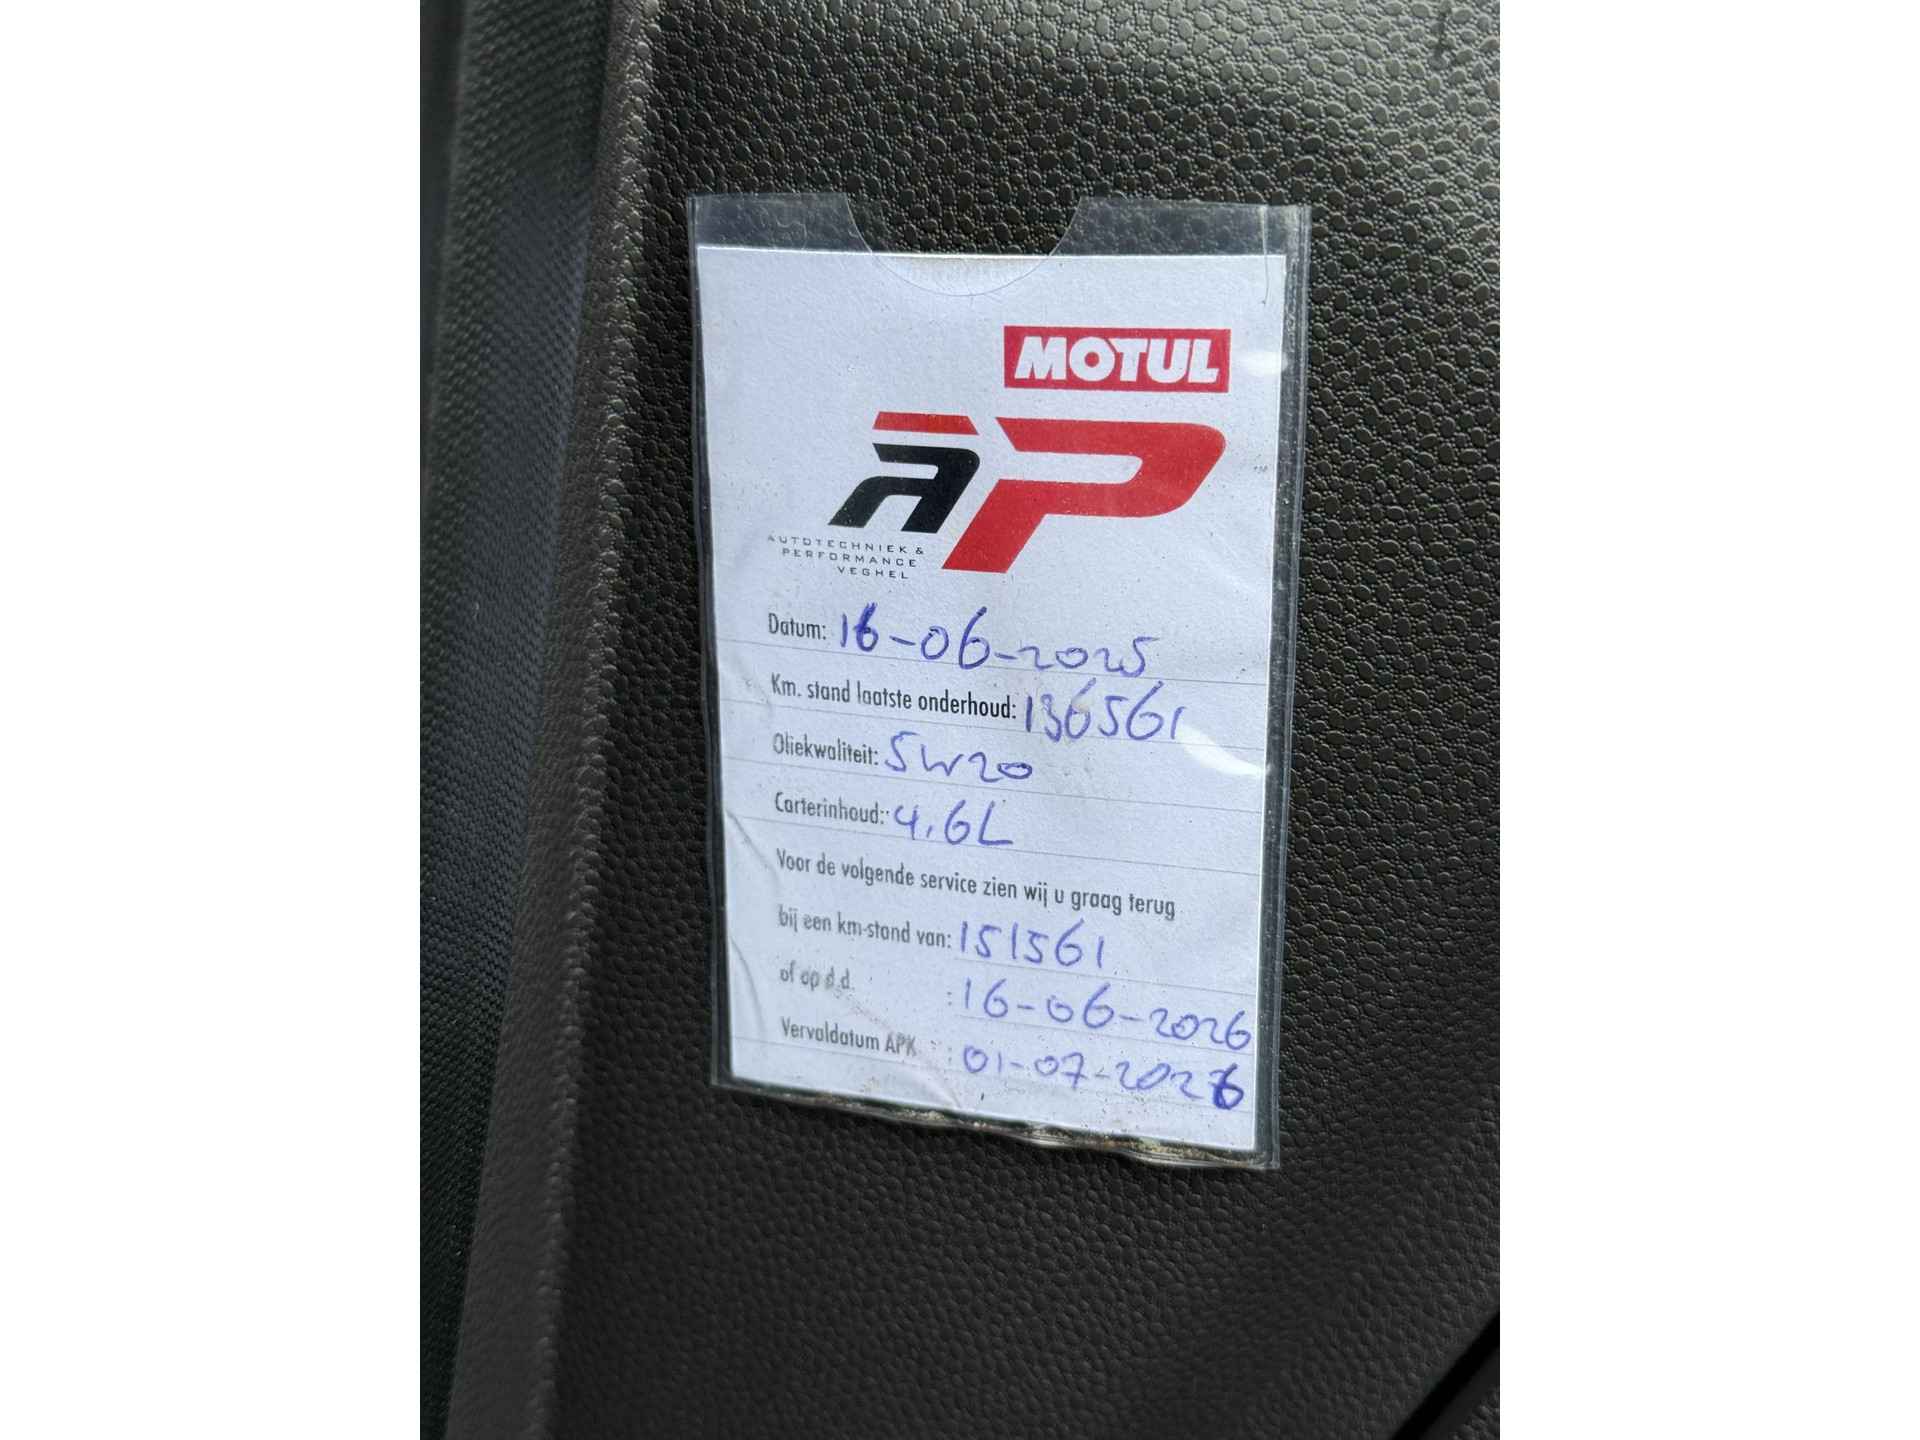 MOTUL
AP
AUTOTECHNIEK &
PERFORMANCE
VEGHEL
Datum: 16-06-2025
Km. stand laatste onderhoud: 136561
Oliekwaliteit: 5W20
Carterinhoud: 4,6L
Voor de volgende service zien wij u graag terug
bij een km-stand van: 151561
of op d.d. : 16-06-2026
Vervaldatum APK : 01-07-2026